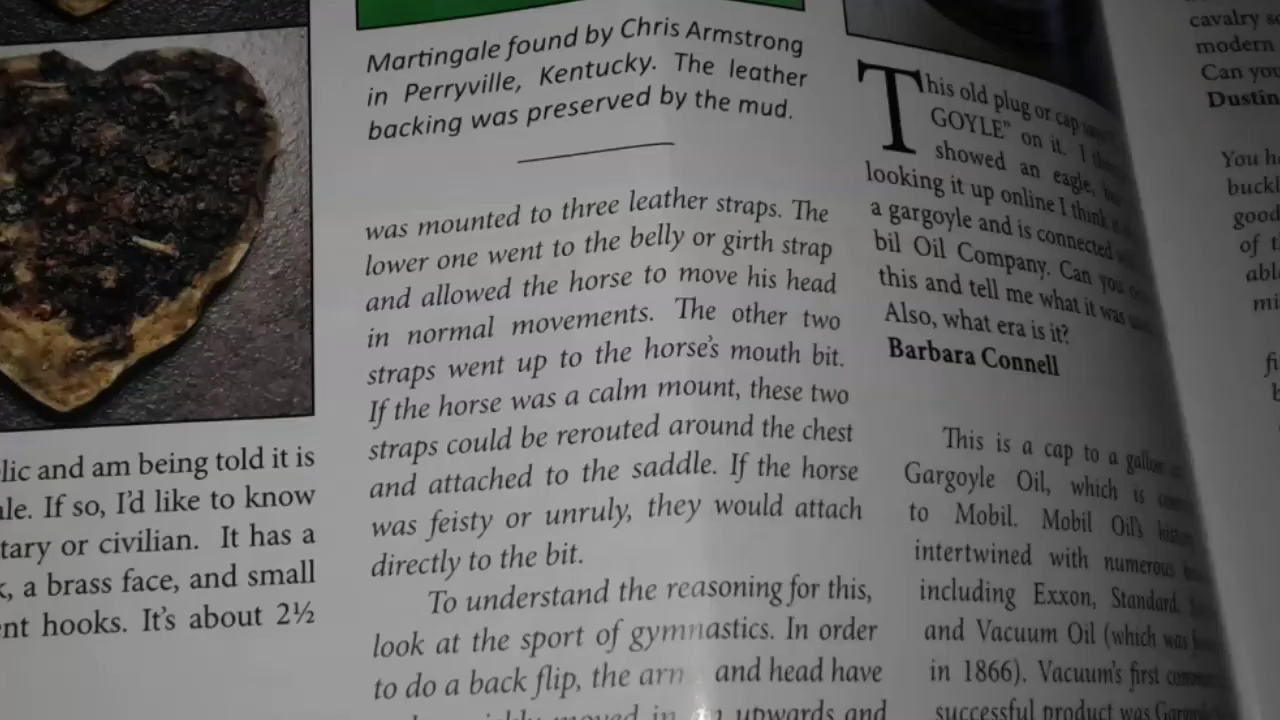 lic and am being told it is
le. If so, I'd like to know
tary or civilian. It has a
, a brass face, and small
nt hooks. It's about 2½
Martingale found by Chris Armstrong
in Perryville, Kentucky. The leather
backing was preserved by the mud.
was mounted to three leather straps. The
lower one went to the belly or girth strap
and allowed the horse to move his head
in normal movements. The other two
straps went up to the horse's mouth bit.
If the horse was a calm mount, these two
straps could be rerouted around the chest
and attached to the saddle. If the horse
was feisty or unruly, they would attach
directly to the bit.
To understand the reasoning for this,
look at the sport of gymnastics. In order
to do a back flip, the and head have
moved in upwards and
This old plug or cap
GOYLE" on it. I
showed an eagle,
looking it up online I think
a gargoyle and is connected
bil Oil Company. Can you
this and tell me what it was
Also, what era is it?
Barbara Connell
This is a cap to a gallon
Gargoyle Oil, which is
to Mobil. Mobil Oil's
intertwined with numerous
including Exxon, Standard,
and Vacuum Oil (which was
in 1866). Vacuum's first
successful product was
cavalry
modern
Can you
Dustin
You
buckl
good
of
abl
mi